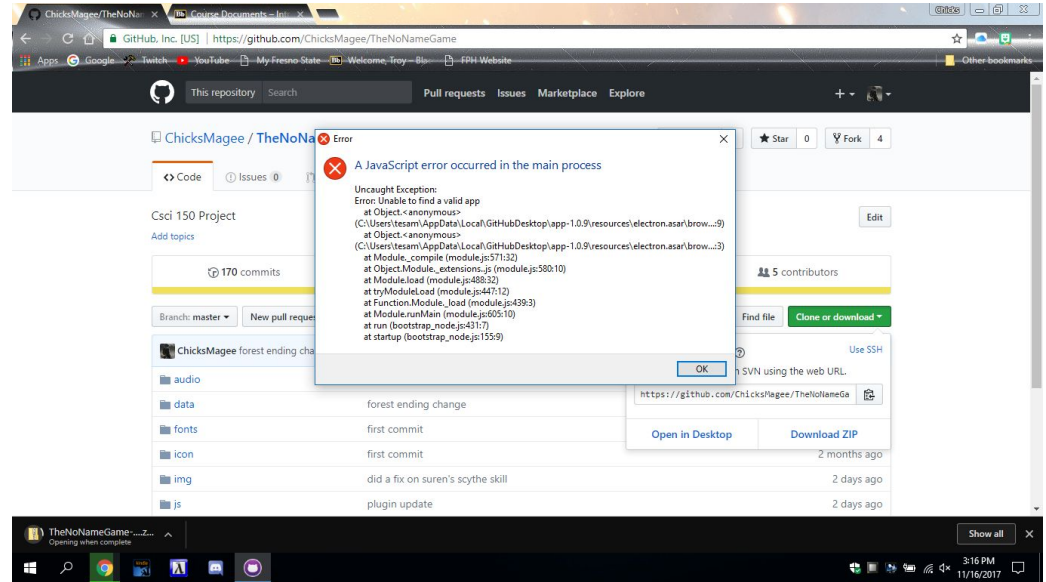 ChicksMagee/TheNoNar
Course Documents – Int
Chicks
GitHub, Inc. [US] | https://github.com/ChicksMagee/TheNoNameGame
Apps Google Twitch YouTube My Fresno State Welcome, Troy – Bla FPH Website Other bookmarks
This repository Search Pull requests Issues Marketplace Explore
ChicksMagee / TheNoNa
Star 0 Fork 4
Code Issues 0
Csci 150 Project Edit
Add topics
170 commits 5 contributors
Branch: master New pull reque Find file Clone or download
Error
A JavaScript error occurred in the main process
Uncaught Exception:
Error: Unable to find a valid app
at Object.<anonymous>
(C:\Users\tesam\AppData\Local\GitHubDesktop\app-1.0.9\resources\electron.asar\brow...:9)
at Object.<anonymous>
(C:\Users\tesam\AppData\Local\GitHubDesktop\app-1.0.9\resources\electron.asar\brow...:3)
at Module._compile (module.js:571:32)
at Object.Module._extensions..js (module.js:580:10)
at Module.load (module.js:488:32)
at tryModuleLoad (module.js:447:12)
at Function.Module._load (module.js:439:3)
at Module.runMain (module.js:605:10)
at run (bootstrap_node.js:431:7)
at startup (bootstrap_node.js:155:9)
OK
ChicksMagee forest ending cha
Use SSH
SVN using the web URL.
https://github.com/ChicksMagee/TheNoNameGa
Open in Desktop Download ZIP
audio
data forest ending change
fonts first commit
icon first commit 2 months ago
img did a fix on suren's scythe skill 2 days ago
js plugin update 2 days ago
TheNoNameGame-....z...
Opening when complete
Show all
3:16 PM
11/16/2017